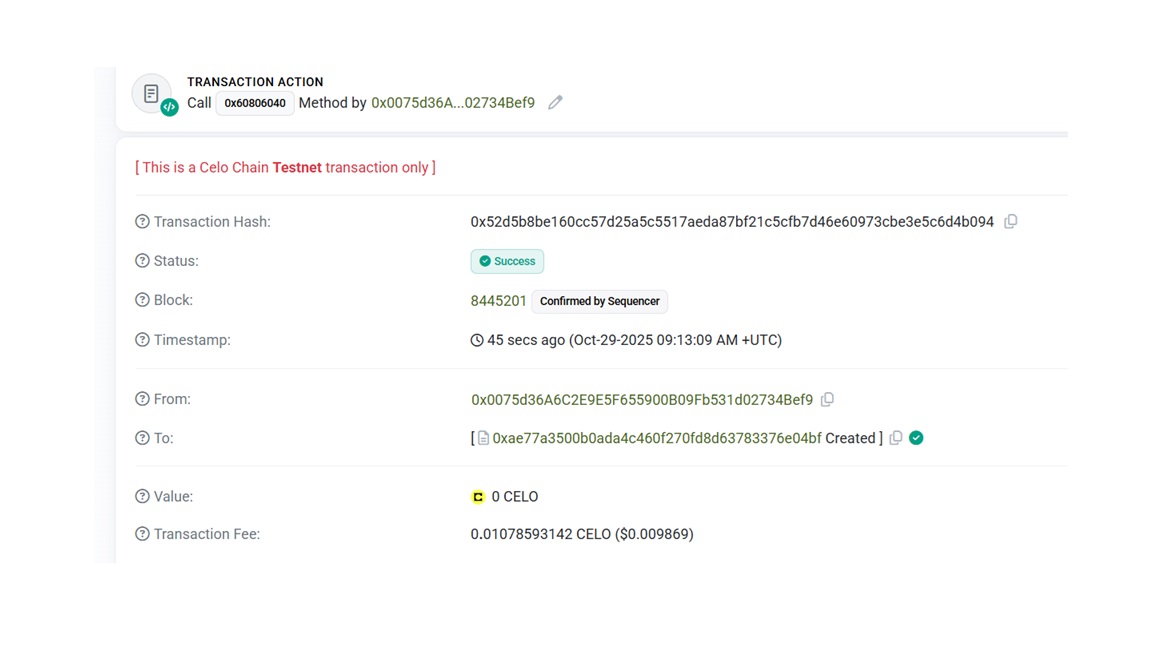 TRANSACTION ACTION
Call 0x60806040 Method by 0x0075d36A...02734Bef9
[ This is a Celo Chain Testnet transaction only ]
Transaction Hash: 0x52d5b8be160cc57d25a5c5517aeda87bf21c5cfb7d46e60973cbe3e5c6d4b094
Status: Success
Block: 8445201 Confirmed by Sequencer
Timestamp: 45 secs ago (Oct-29-2025 09:13:09 AM +UTC)
From: 0x0075d36A6C2E9E5F655900B09Fb531d02734Bef9
To: [ 0xae77a3500b0ada4c460f270fd8d63783376e04bf Created ]
Value: 0 CELO
Transaction Fee: 0.01078593142 CELO ($0.009869)